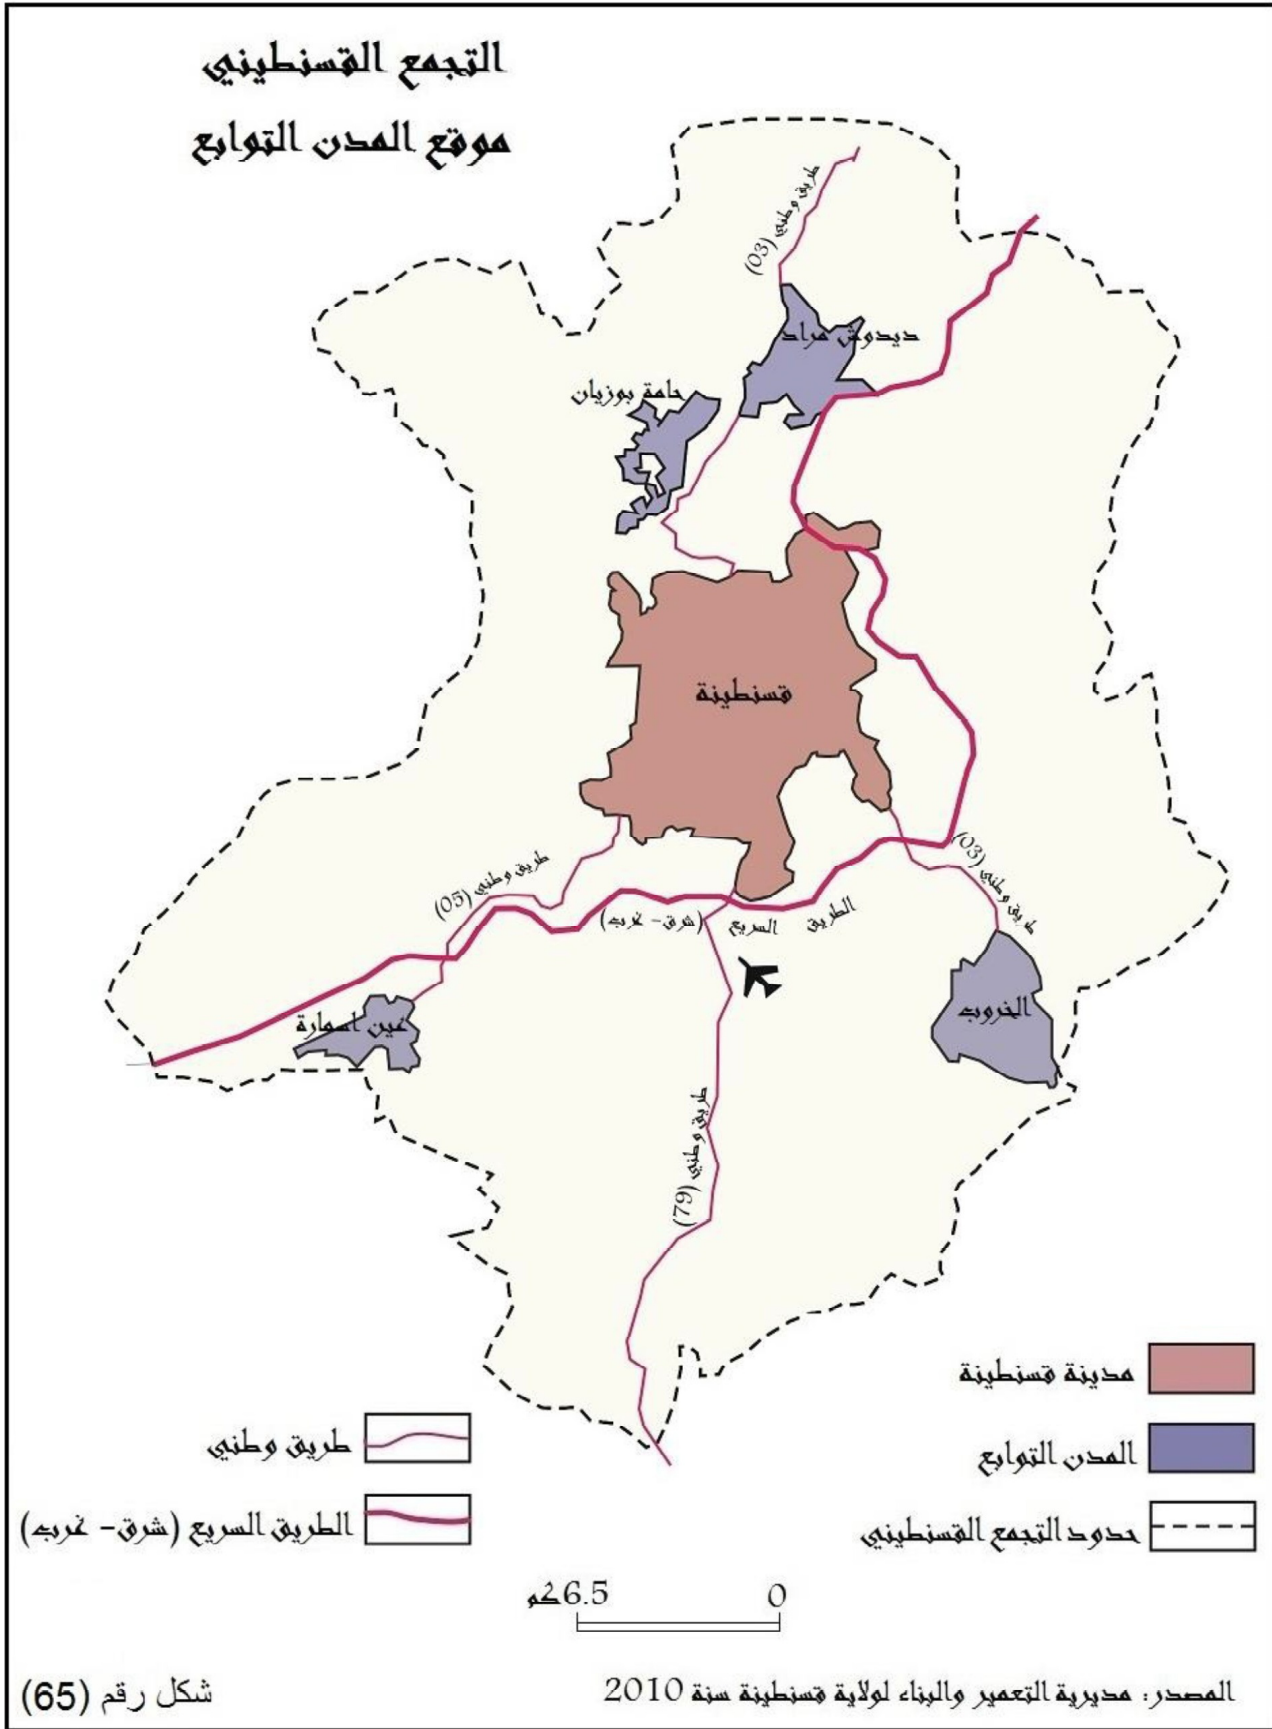 التجمع القسنطيني
موقع المدن التوابع
طريق وطني (03)
ديدوش مراد
حامة بوزيان
قسنطينة
طريق وطني (03)
طريق وطني (05)
الطريق السريع (شرق - غرب)
الخروب
عين اسمارة
طريق وطني (79)
مدينة قسنطينة
المدن التوابع
حدود التجمع القسنطيني
طريق وطني
الطريق السريع (شرق - غرب)
0 6.5كم
المصدر: مديرية التعمير والبناء لولاية قسنطينة سنة 2010
شكل رقم (65)